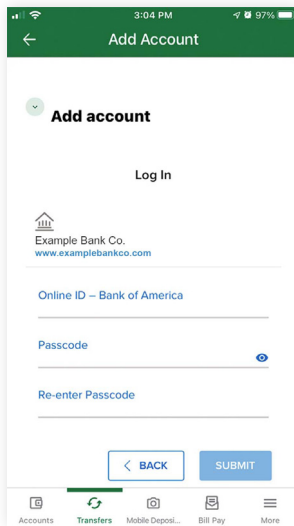 3:04 PM
97%
Add Account
Add account
Log In
Example Bank Co.
www.examplebankco.com
Online ID – Bank of America
Passcode
Re-enter Passcode
BACK
SUBMIT
Accounts
Transfers
Mobile Deposi...
Bill Pay
More